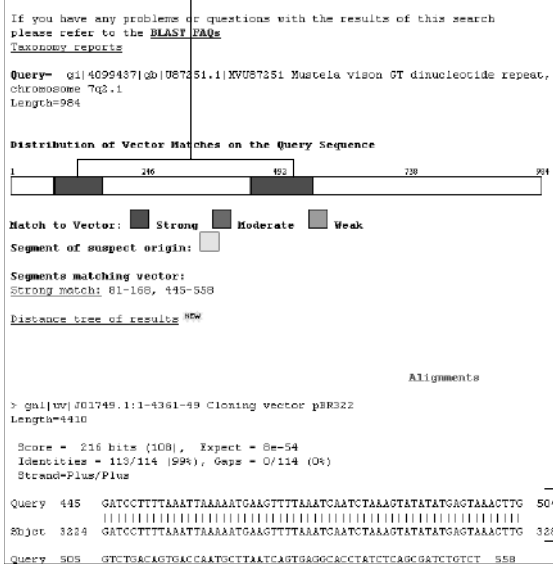 If you have any problems or questions with the results of this search
please refer to the BLAST FAQs
Taxonomy reports
Query= gi|4099437|gb|U87251.1|MVU87251 Mustela vison GT dinucleotide repeat,
chromosome 7q2.1
Length=984
Distribution of Vector Matches on the Query Sequence
1 246 492 738 984
Match to Vector: Strong Moderate Weak
Segment of suspect origin:
Segments matching vector:
Strong match: 81-168, 445-558
Distance tree of results NEW
Alignments
> gnl|uv|J01749.1:1-4361-49 Cloning vector pBR322
Length=4410
Score = 216 bits (108), Expect = 8e-54
Identities = 113/114 (99%), Gaps = 0/114 (0%)
Strand=Plus/Plus
Query 445 GATCCTTTTAAATTAAAAATGAAGTTTTAAATCAATCTAAAGTATATATGAGTAAACTTG 504
Sbjct 3224 GATCCTTTTAAATTAAAAATGAAGTTTTAAATCAATCTAAAGTATATATGAGTAAACTTG
Query 505 GTCTGACAGTGACCAATGCTTAATCAGTGAGGCACCTATCTCAGCGATCTGTCT 558